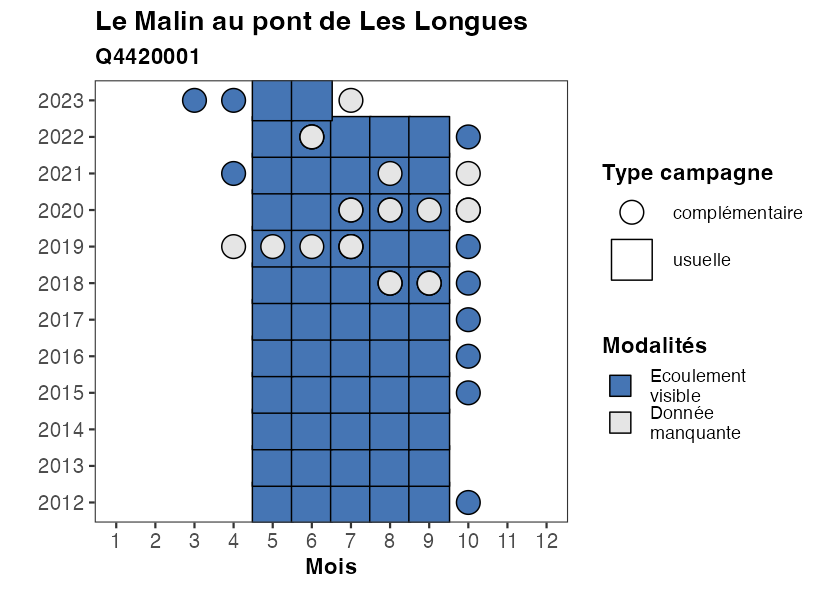 Le Malin au pont de Les Longues
Q4420001
2023
2022
2021
2020
2019
2018
2017
2016
2015
2014
2013
2012
1 2 3 4 5 6 7 8 9 10 11 12
Mois
Type campagne
complémentaire
usuelle
Modalités
Ecoulement
visible
Donnée
manquante